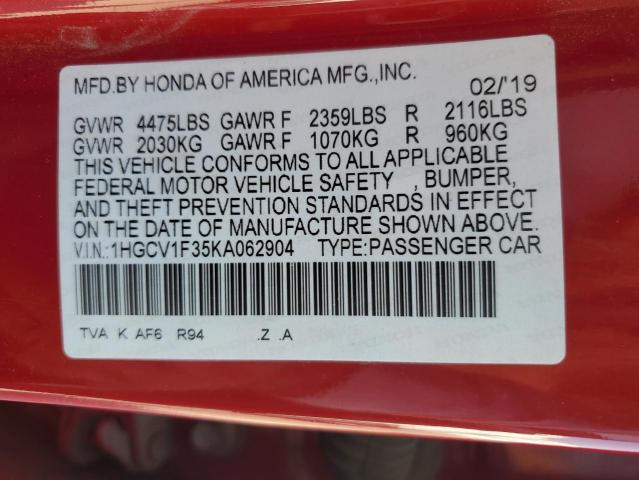 MFD.BY HONDA OF AMERICA MFG.,INC. 02/'19
GVWR 4475LBS GAWR F 2359LBS R 2116LBS
GVWR 2030KG GAWR F 1070KG R 960KG
THIS VEHICLE CONFORMS TO ALL APPLICABLE
FEDERAL MOTOR VEHICLE SAFETY , BUMPER,
AND THEFT PREVENTION STANDARDS IN EFFECT
ON THE DATE OF MANUFACTURE SHOWN ABOVE.
V.I.N.:1HGCV1F35KA062904 TYPE:PASSENGER CAR
TVA K AF6 R94 .Z .A